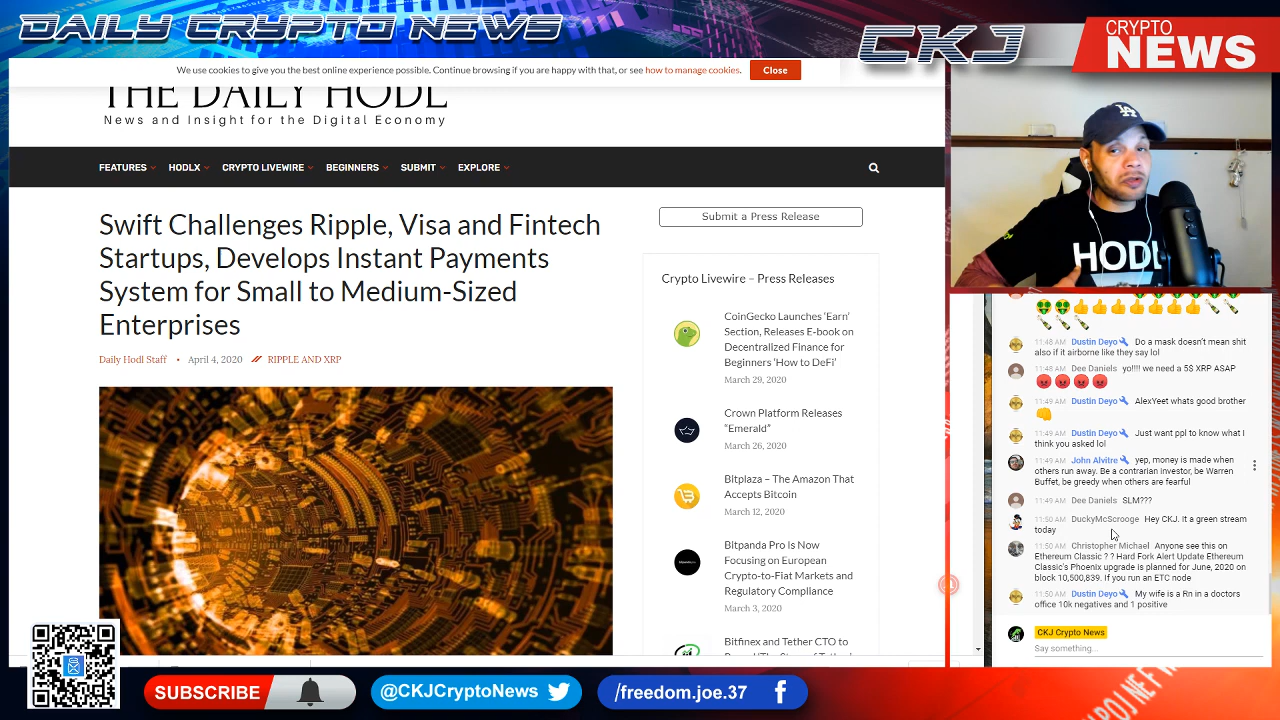 DAILY CRYPTO NEWS
CKJ
CRYPTO
NEWS
We use cookies to give you the best online experience possible. Continue browsing if you are happy with that, or see how to manage cookies.
Close
THE DAILY HODL
News and Insight for the Digital Economy
FEATURES HODLX CRYPTO LIVEWIRE BEGINNERS SUBMIT EXPLORE
Swift Challenges Ripple, Visa and Fintech
Startups, Develops Instant Payments
System for Small to Medium-Sized
Enterprises
Daily Hodl Staff • April 4, 2020 // RIPPLE AND XRP
Submit a Press Release
Crypto Livewire – Press Releases
CoinGecko Launches ‘Earn’
Section, Releases E-book on
Decentralized Finance for
Beginners ‘How to DeFi’
March 29, 2020
Crown Platform Releases
“Emerald”
March 26, 2020
Bitplaza – The Amazon That
Accepts Bitcoin
March 12, 2020
Bitpanda Pro Is Now
Focusing on European
Crypto-to-Fiat Markets and
Regulatory Compliance
March 3, 2020
Bitfinex and Tether CTO to
LA
HODL
11:48 AM Dustin Deyo Do a mask doesn't mean shit
also if it airborne like they say lol
11:48 AM Dee Daniels yo!!!! we need a 5$ XRP ASAP
11:49 AM Dustin Deyo AlexYeet whats good brother
11:49 AM Dustin Deyo Just want ppl to know what I
think you asked lol
11:49 AM John Alvitre yep, money is made when
others run away. Be a contrarian investor, be Warren
Buffet, be greedy when others are fearful
11:49 AM Dee Daniels SLM???
11:50 AM DuckyMcScrooge Hey CKJ. It a green stream
today
11:50 AM Christopher Michael Anyone see this on
Ethereum Classic ? ? Hard Fork Alert Update Ethereum
Classic's Phoenix upgrade is planned for June, 2020 on
block 10,500,839. If you run an ETC node
11:50 AM Dustin Deyo My wife is a Rn in a doctors
office 10k negatives and 1 positive
CKJ Crypto News
Say something...
SUBSCRIBE
@CKJCryptoNews
/freedom.joe.37